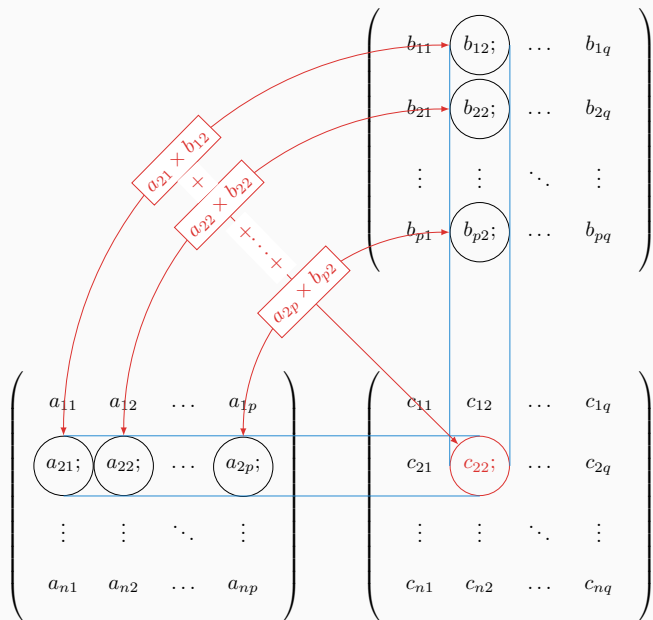 b₁₁ b₁₂; … b₁q
b₂₁ b₂₂; … b₂q
⋮ ⋮ ⋱ ⋮
bₚ₁ bₚ₂; … bₚq
a₂₁ × b₁₂
+
a₂₂ × b₂₂
+…+
a₂ₚ × bₚ₂
a₁₁ a₁₂ … a₁ₚ
a₂₁; a₂₂; … a₂ₚ;
⋮ ⋮ ⋱ ⋮
aₙ₁ aₙ₂ … aₙₚ
c₁₁ c₁₂ … c₁q
c₂₁ c₂₂; … c₂q
⋮ ⋮ ⋱ ⋮
cₙ₁ cₙ₂ … cₙq